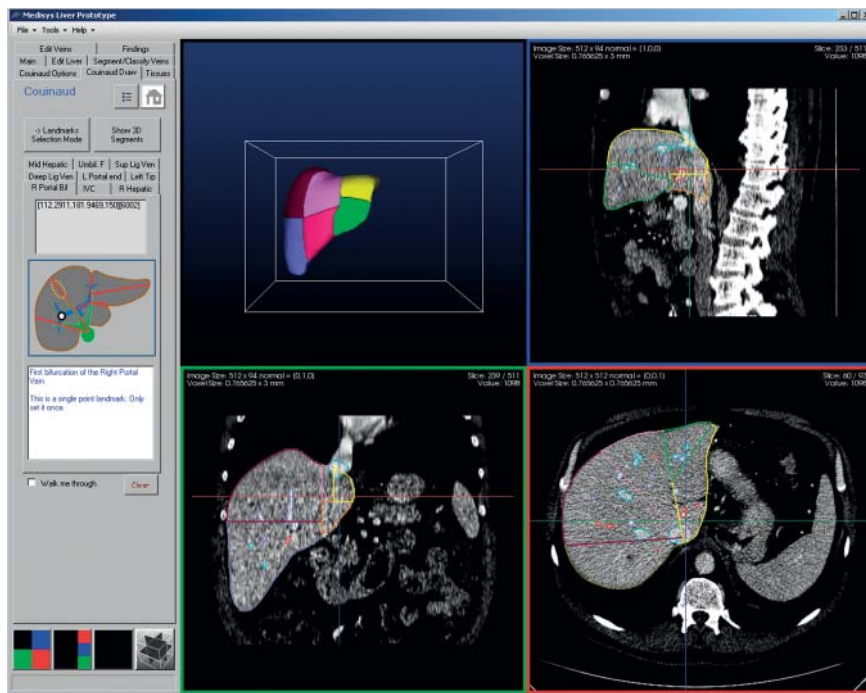 Medisys Liver Prototype
File Tools Help
Edit Veins Findings
Main Edit Liver Segment/Classify Veins
Couinaud Options Couinaud Draw Tissues
Couinaud
-> Landmarks Selection Mode
Show 3D Segments
Mid Hepatic Umbil. F Sup Lig Ven
Deep Lig Ven L Portal end Left Tip
R Portal Bif IVC R Hepatic
First bifurcation of the Right Portal
Vein
This is a single point landmark. Only
set it once.
Walk me through
Clear
Image Size: 512 x 94 normal = (1,0,0)
Voxel Size: 0.765625 x 3 mm
Slice: 233 / 511
Value: 1098
Image Size: 512 x 94 normal = (0,1,0)
Voxel Size: 0.765625 x 3 mm
Slice: 239 / 511
Value: 1098
Image Size: 512 x 512 normal = (0,0,1)
Voxel Size: 0.765625 x 0.765625 mm
Slice: 60 / 93
Value: 1098